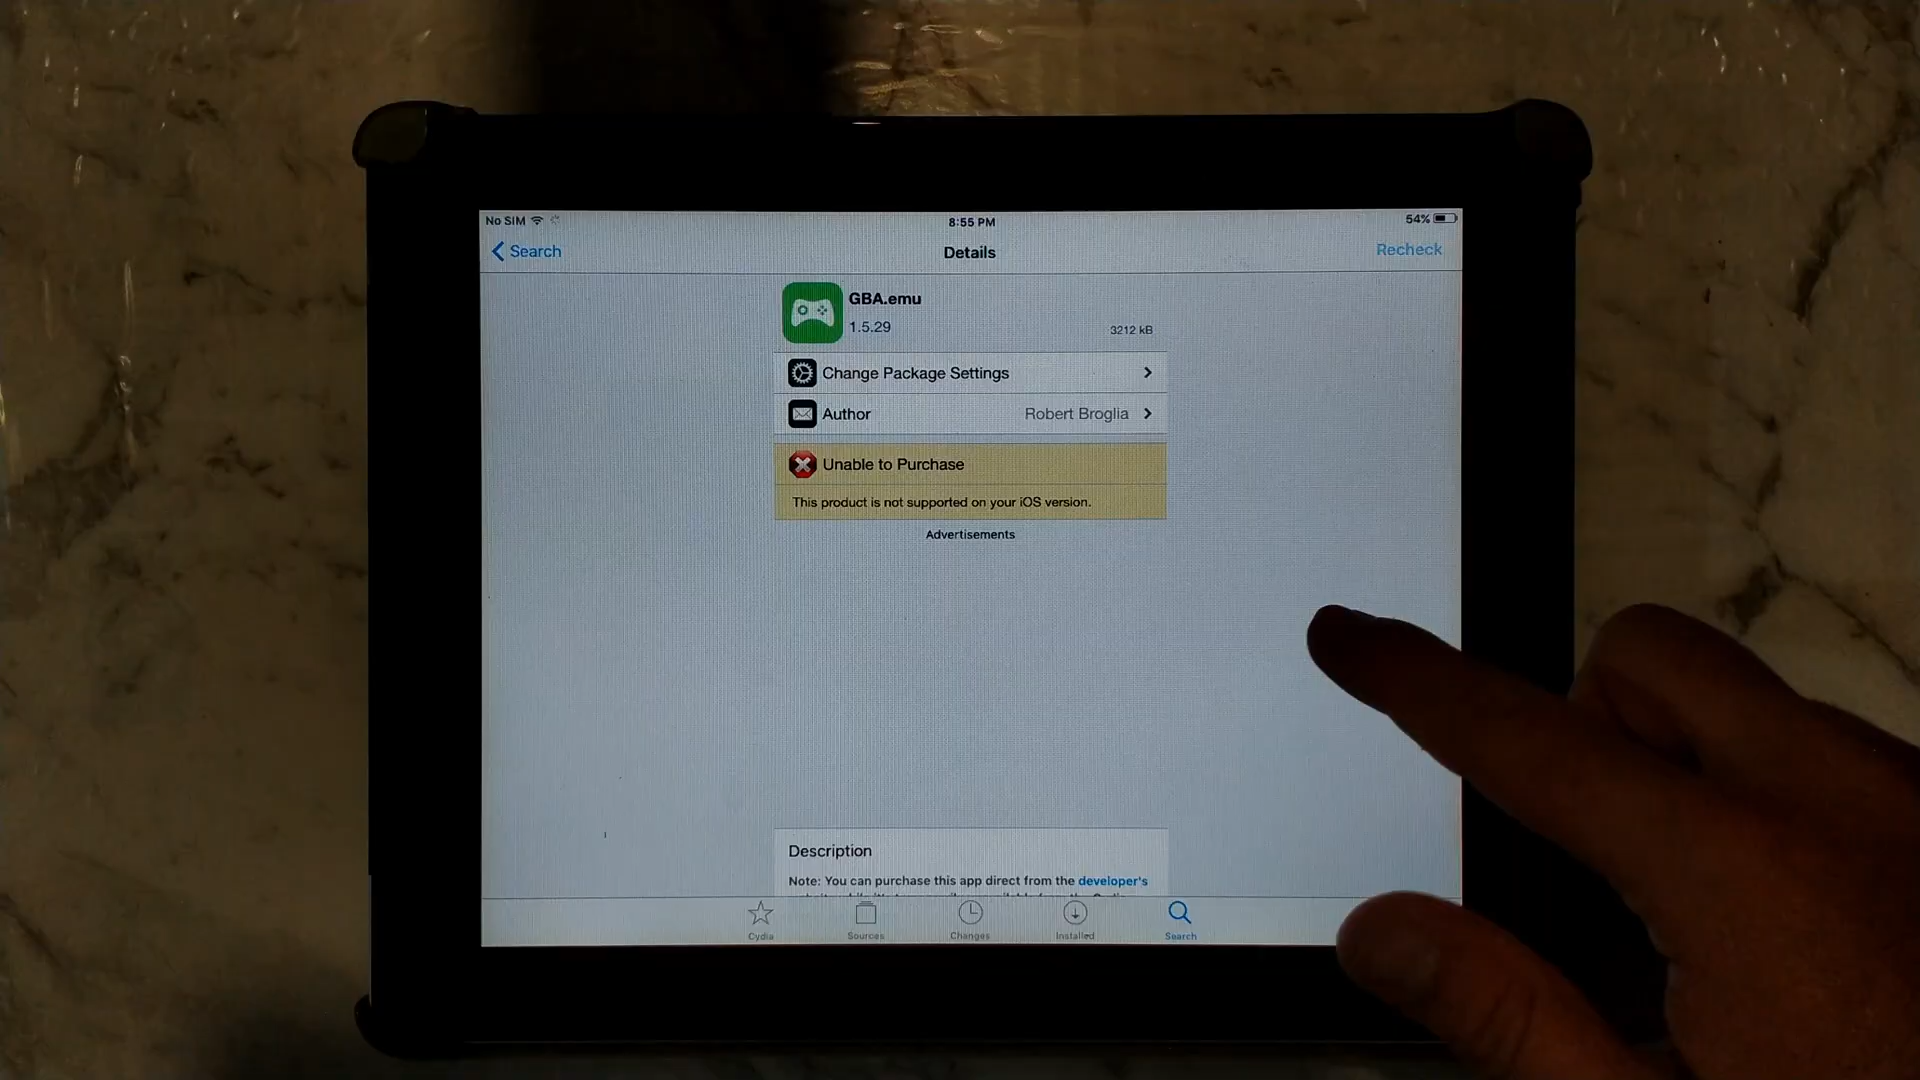 No SIM
8:55 PM
54%
Search
Details
Recheck
GBA.emu
1.5.29
3212 kB
Change Package Settings
Author
Robert Broglia
Unable to Purchase
This product is not supported on your iOS version.
Advertisements
Description
Note: You can purchase this app direct from the developer's
Cydia
Sources
Changes
Installed
Search